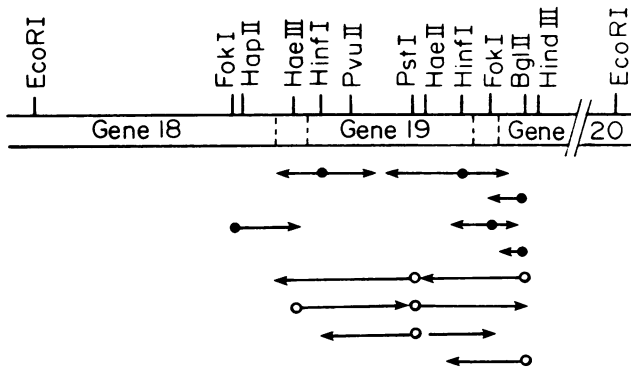 EcoRI
FokI
HapII
HaeIII
HinfI
PvuII
PstI
HaeII
HinfI
FokI
BglII
HindIII
EcoRI
Gene 18
Gene 19
Gene 20